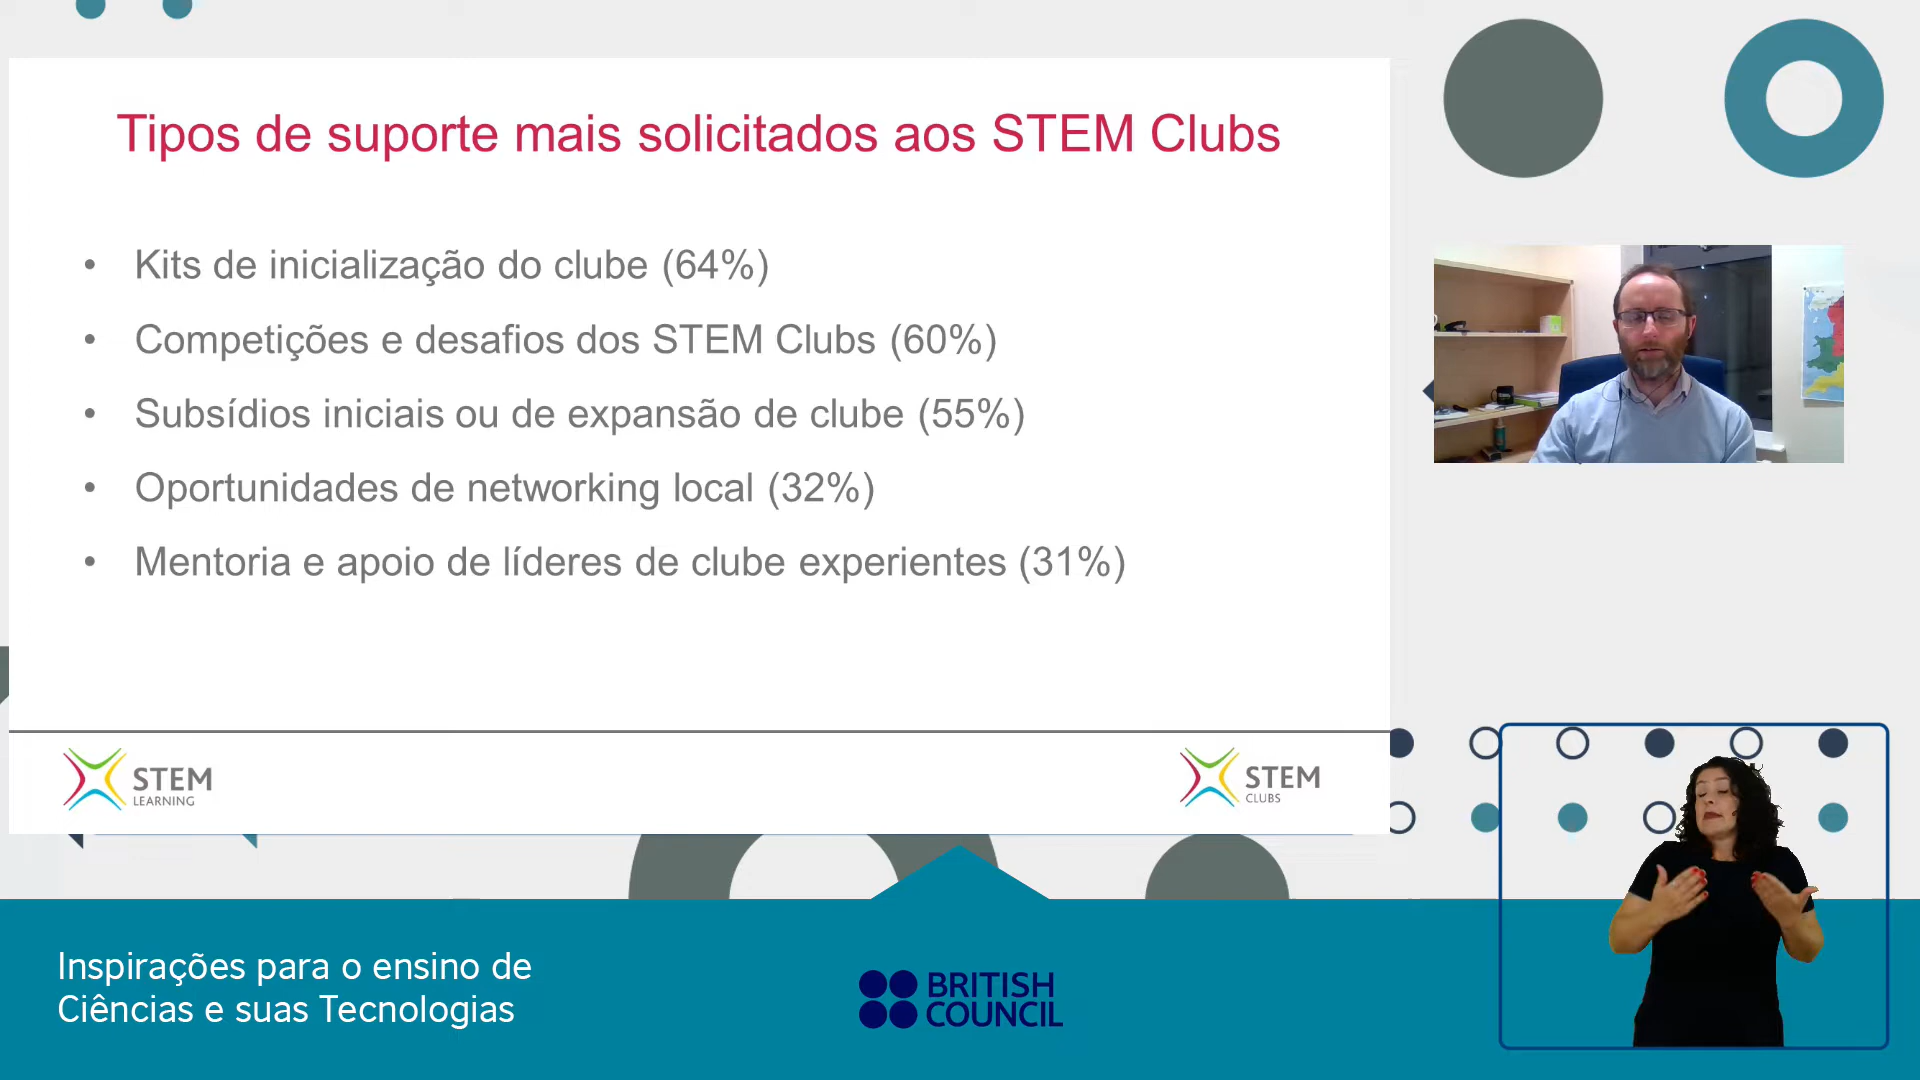 Tipos de suporte mais solicitados aos STEM Clubs
• Kits de inicialização do clube (64%)
• Competições e desafios dos STEM Clubs (60%)
• Subsídios iniciais ou de expansão de clube (55%)
• Oportunidades de networking local (32%)
• Mentoria e apoio de líderes de clube experientes (31%)
STEM
LEARNING
STEM
CLUBS
Inspirações para o ensino de
Ciências e suas Tecnologias
BRITISH
COUNCIL